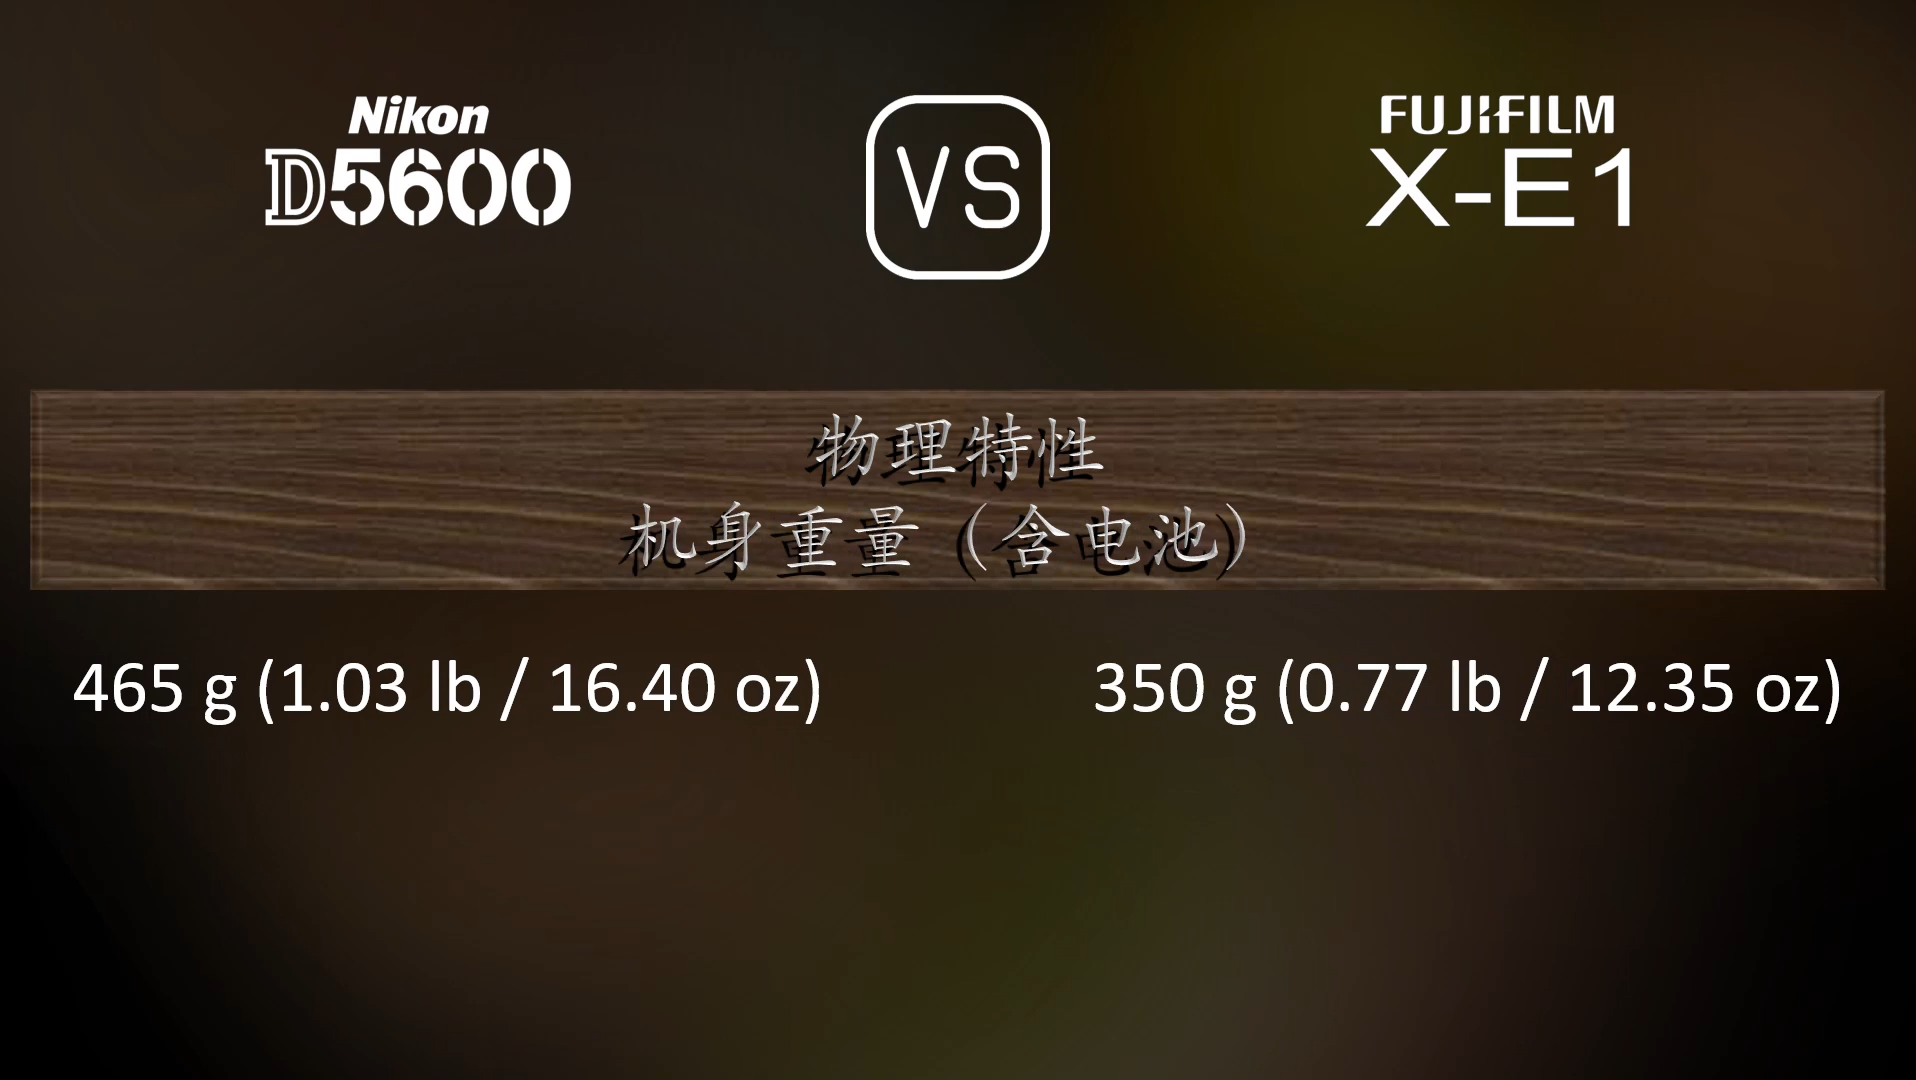 Nikon
D5600
VS
FUJIFILM
X-E1
物理特性
机身重量（含电池）
465 g (1.03 lb / 16.40 oz)
350 g (0.77 lb / 12.35 oz)